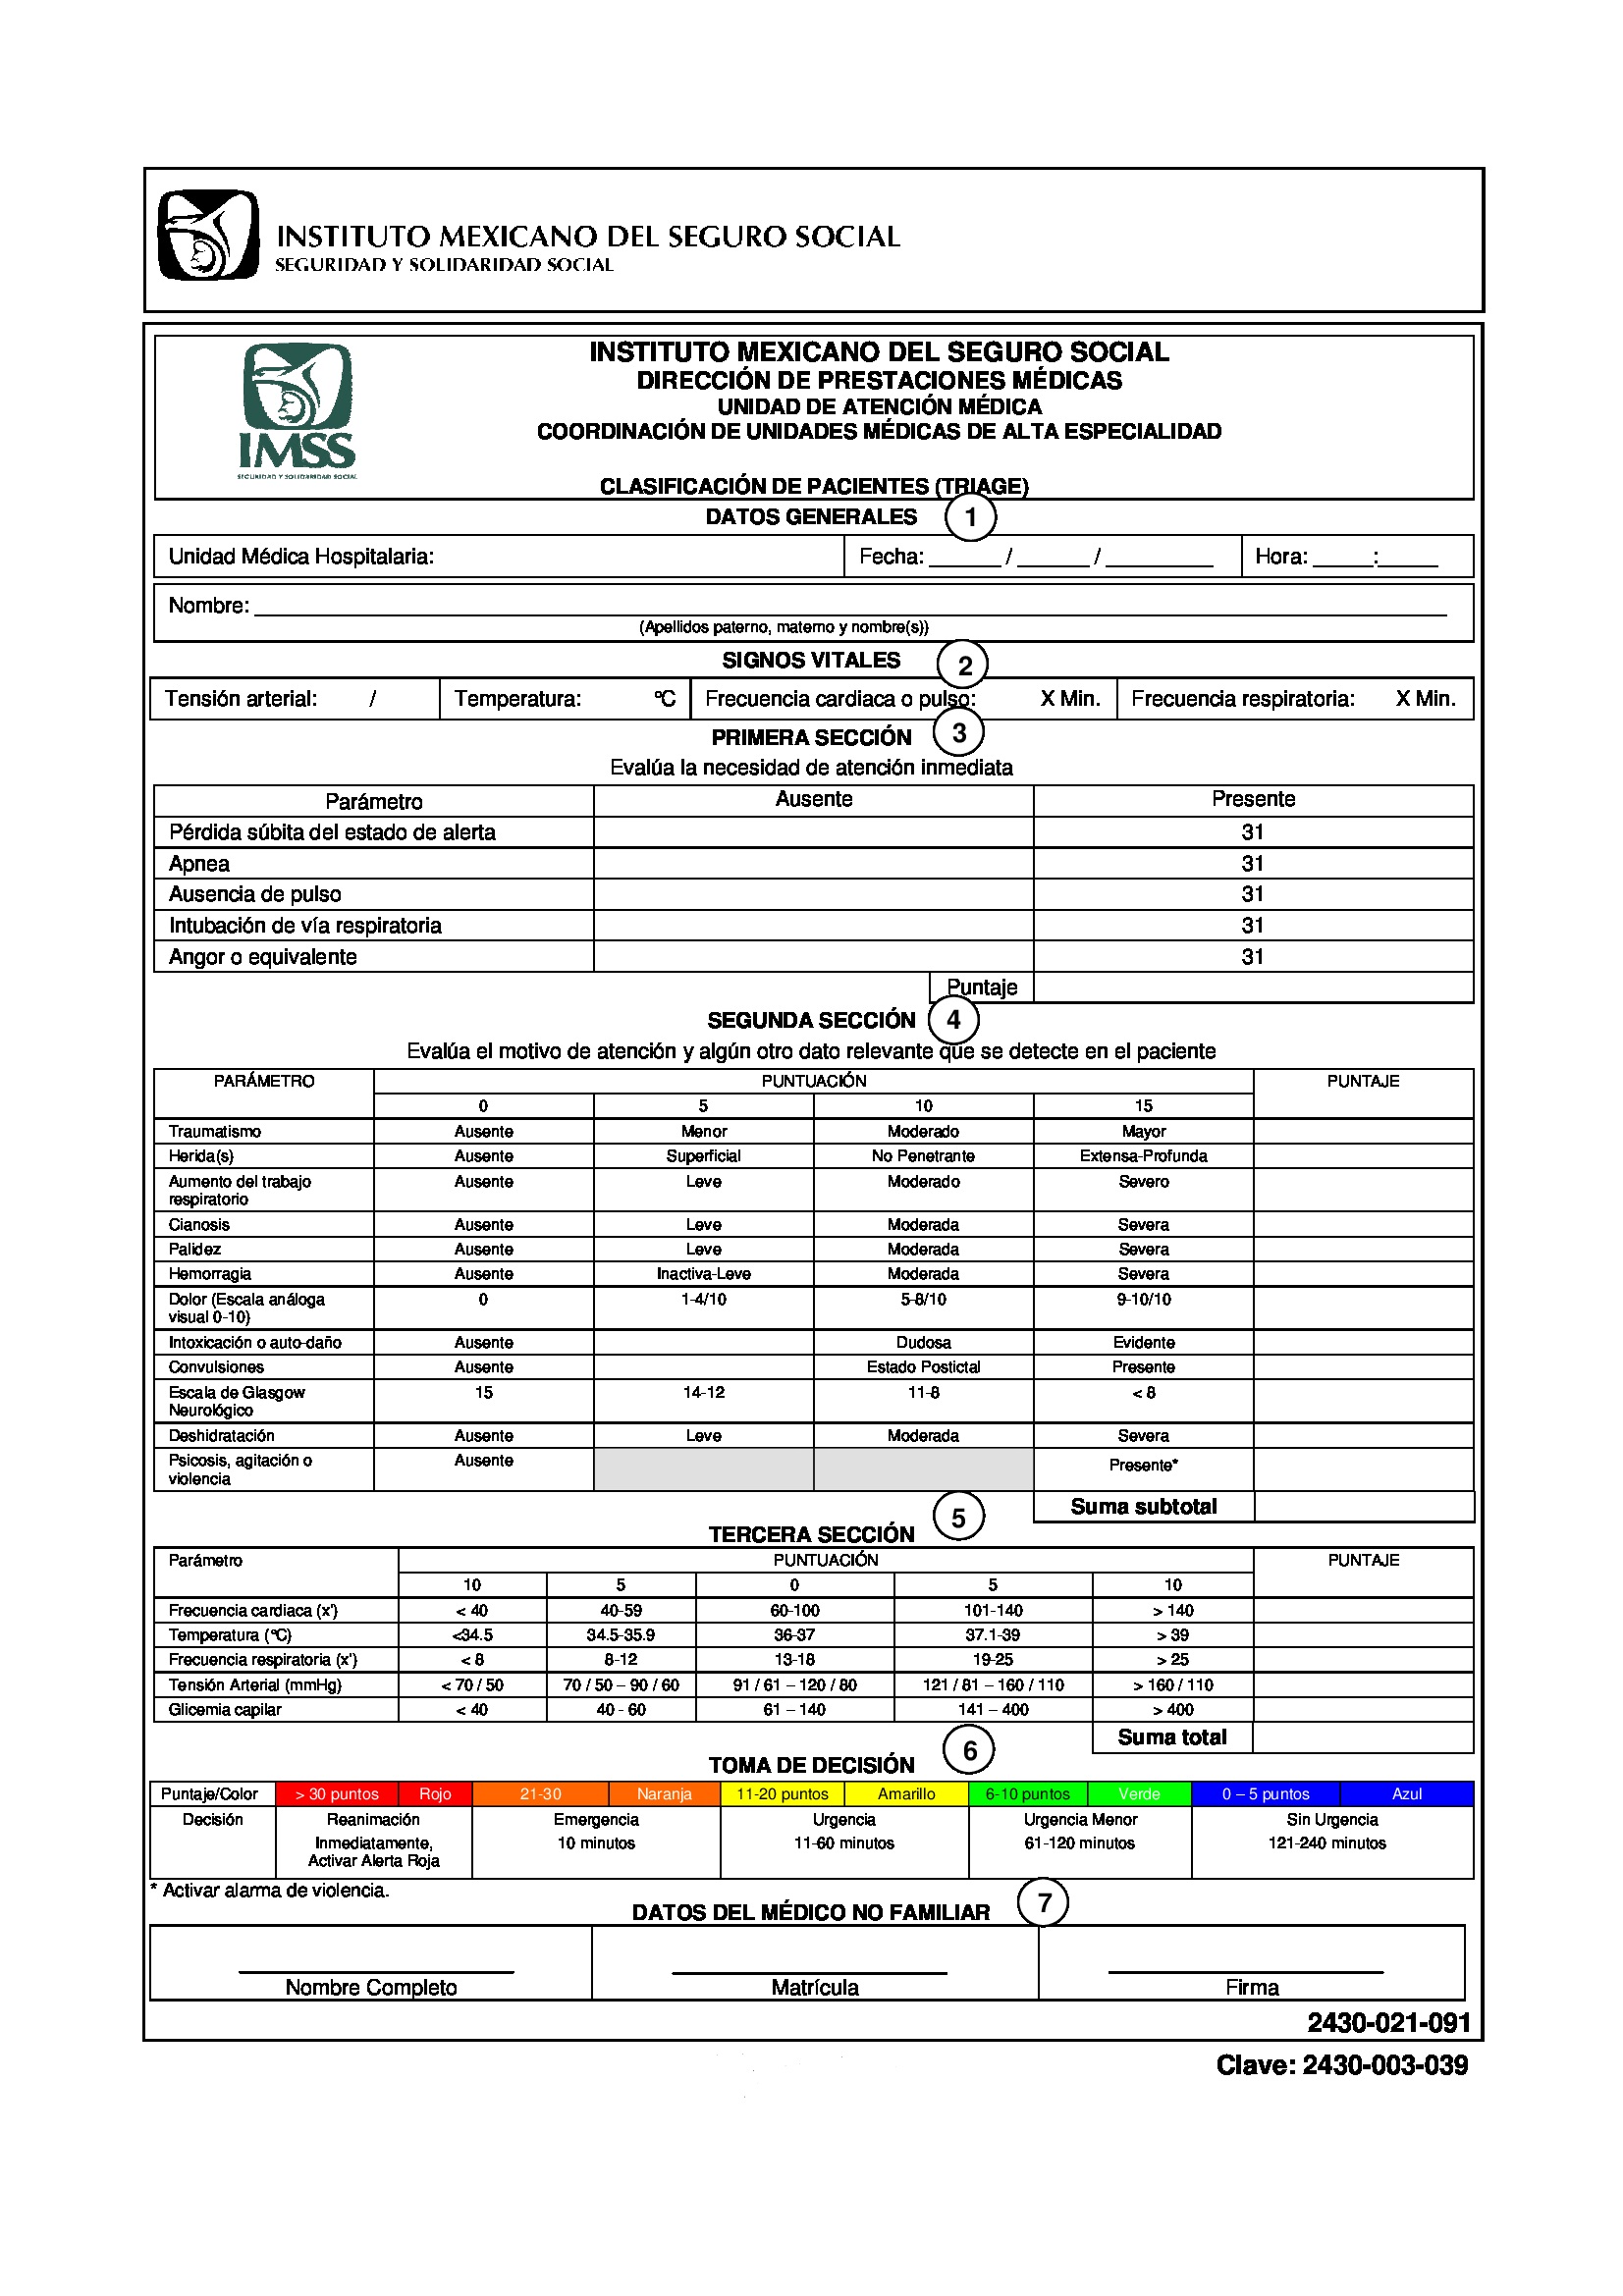 INSTITUTO MEXICANO DEL SEGURO SOCIAL
SEGURIDAD Y SOLIDARIDAD SOCIAL
IMSS
SEGURIDAD Y SOLIDARIDAD SOCIAL
INSTITUTO MEXICANO DEL SEGURO SOCIAL
DIRECCIÓN DE PRESTACIONES MÉDICAS
UNIDAD DE ATENCIÓN MÉDICA
COORDINACIÓN DE UNIDADES MÉDICAS DE ALTA ESPECIALIDAD
CLASIFICACIÓN DE PACIENTES (TRIAGE)
DATOS GENERALES 1
Unidad Médica Hospitalaria: Fecha: ______ / ______ / _________ Hora: _____:_____
Nombre: ____________________
(Apellidos paterno, materno y nombre(s))
SIGNOS VITALES 2
Tensión arterial: / Temperatura: ºC Frecuencia cardiaca o pulso: X Min. Frecuencia respiratoria: X Min.
PRIMERA SECCIÓN 3
Evalúa la necesidad de atención inmediata
Parámetro Ausente Presente
Pérdida súbita del estado de alerta 31
Apnea 31
Ausencia de pulso 31
Intubación de vía respiratoria 31
Angor o equivalente 31
Puntaje
SEGUNDA SECCIÓN 4
Evalúa el motivo de atención y algún otro dato relevante que se detecte en el paciente
PARÁMETRO PUNTUACIÓN PUNTAJE
0 5 10 15
Traumatismo Ausente Menor Moderado Mayor
Herida(s) Ausente Superficial No Penetrante Extensa-Profunda
Aumento del trabajo Ausente Leve Moderado Severo
respiratorio
Cianosis Ausente Leve Moderada Severa
Palidez Ausente Leve Moderada Severa
Hemorragia Ausente Inactiva-Leve Moderada Severa
Dolor (Escala análoga 0 1-4/10 5-8/10 9-10/10
visual 0-10)
Intoxicación o auto-daño Ausente Dudosa Evidente
Convulsiones Ausente Estado Postictal Presente
Escala de Glasgow 15 14-12 11-8 < 8
Neurológico
Deshidratación Ausente Leve Moderada Severa
Psicosis, agitación o Ausente Presente*
violencia
Suma subtotal
TERCERA SECCIÓN 5
Parámetro PUNTUACIÓN PUNTAJE
10 5 0 5 10
Frecuencia cardiaca (x') < 40 40-59 60-100 101-140 > 140
Temperatura (ºC) <34.5 34.5-35.9 36-37 37.1-39 > 39
Frecuencia respiratoria (x') < 8 8-12 13-18 19-25 > 25
Tensión Arterial (mmHg) < 70 / 50 70 / 50 – 90 / 60 91 / 61 – 120 / 80 121 / 81 – 160 / 110 > 160 / 110
Glicemia capilar < 40 40 - 60 61 – 140 141 – 400 > 400
Suma total
TOMA DE DECISIÓN 6
Puntaje/Color > 30 puntos Rojo 21-30 Naranja 11-20 puntos Amarillo 6-10 puntos Verde 0 – 5 puntos Azul
Decisión Reanimación Emergencia Urgencia Urgencia Menor Sin Urgencia
Inmediatamente, 10 minutos 11-60 minutos 61-120 minutos 121-240 minutos
Activar Alerta Roja
* Activar alarma de violencia.
DATOS DEL MÉDICO NO FAMILIAR 7
Nombre Completo Matrícula Firma
2430-021-091
Clave: 2430-003-039